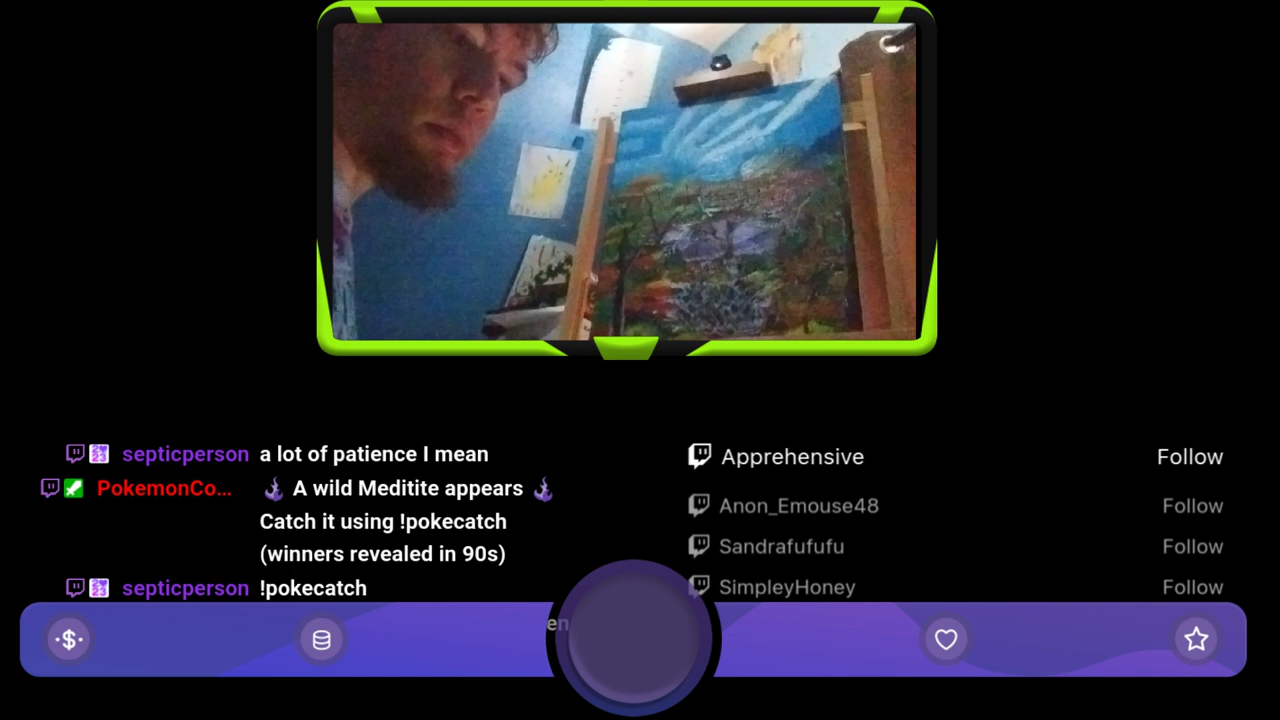 septicperson a lot of patience I mean
PokemonCo... A wild Meditite appears
Catch it using !pokecatch
(winners revealed in 90s)
septicperson !pokecatch
en
Apprehensive Follow
Anon_Emouse48 Follow
Sandrafufufu Follow
SimpleyHoney Follow